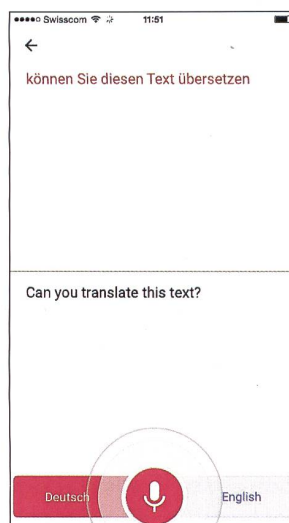 Swisscom 11:51
können Sie diesen Text übersetzen
Can you translate this text?
Deutsch English